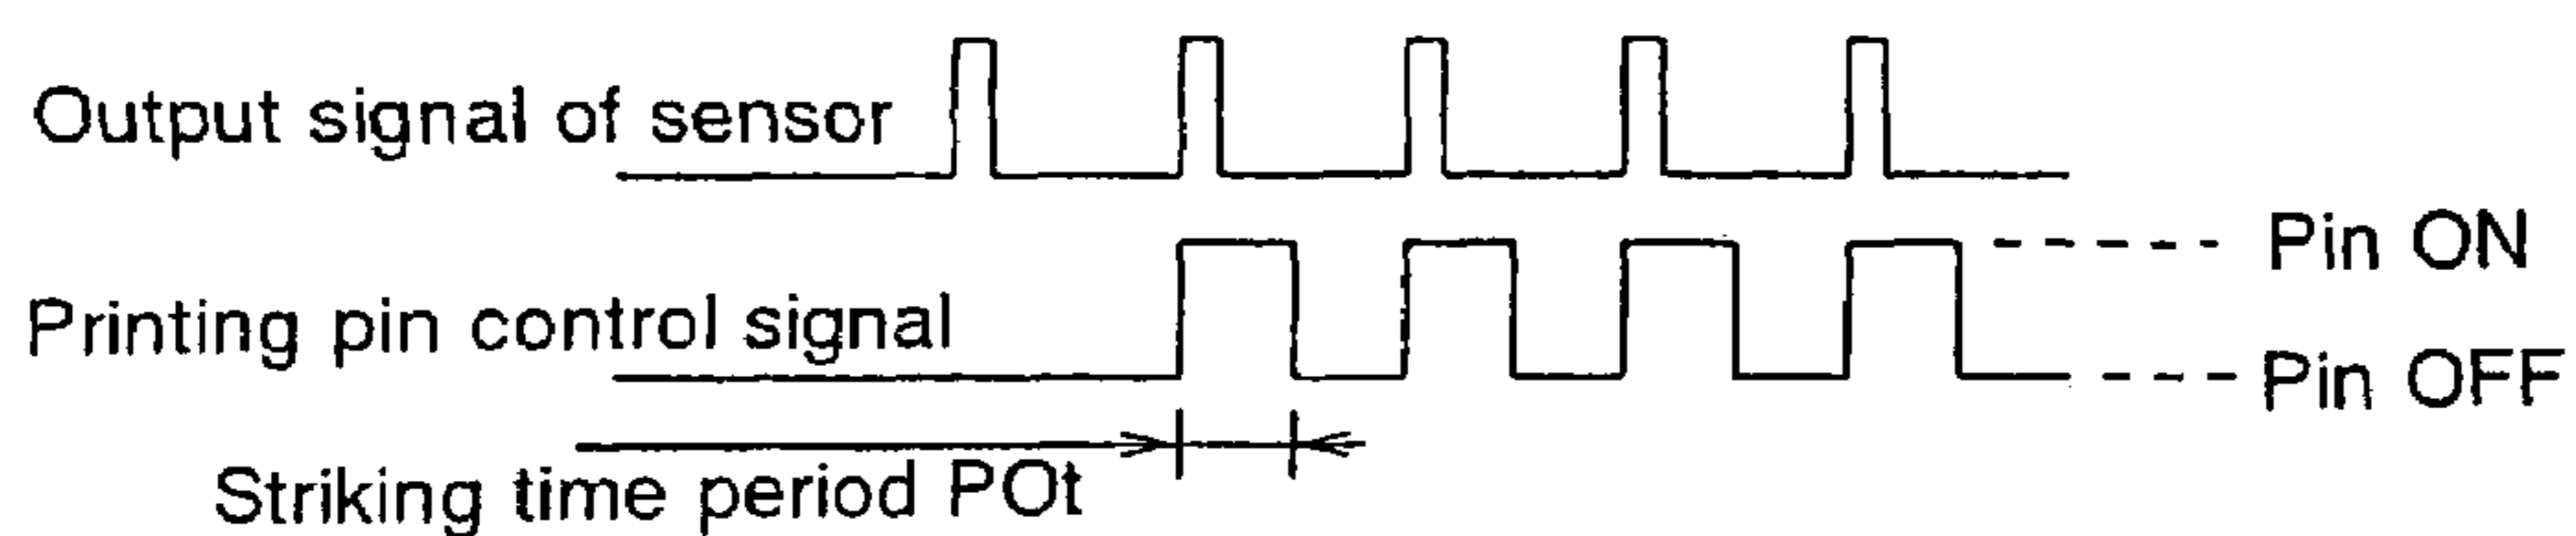 Output signal of sensor
Pin ON
Printing pin control signal
Pin OFF
Striking time period POt